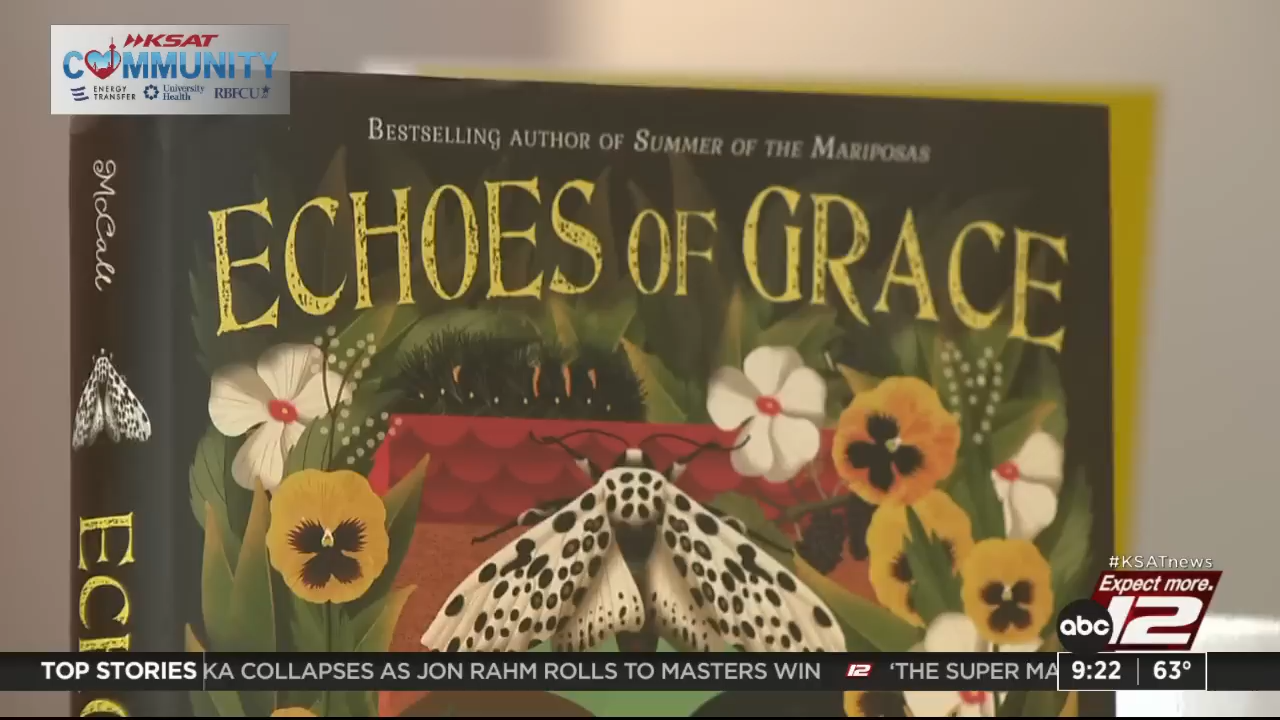 KSAT
COMMUNITY
ENERGY TRANSFER
University Health
RBFCU
BESTSELLING AUTHOR OF SUMMER OF THE MARIPOSAS
ECHOES OF GRACE
McCall
#KSATnews
Expect more.
abc 12
TOP STORIES KA COLLAPSES AS JON RAHM ROLLS TO MASTERS WIN 12 ‘THE SUPER MA
9:22 63°